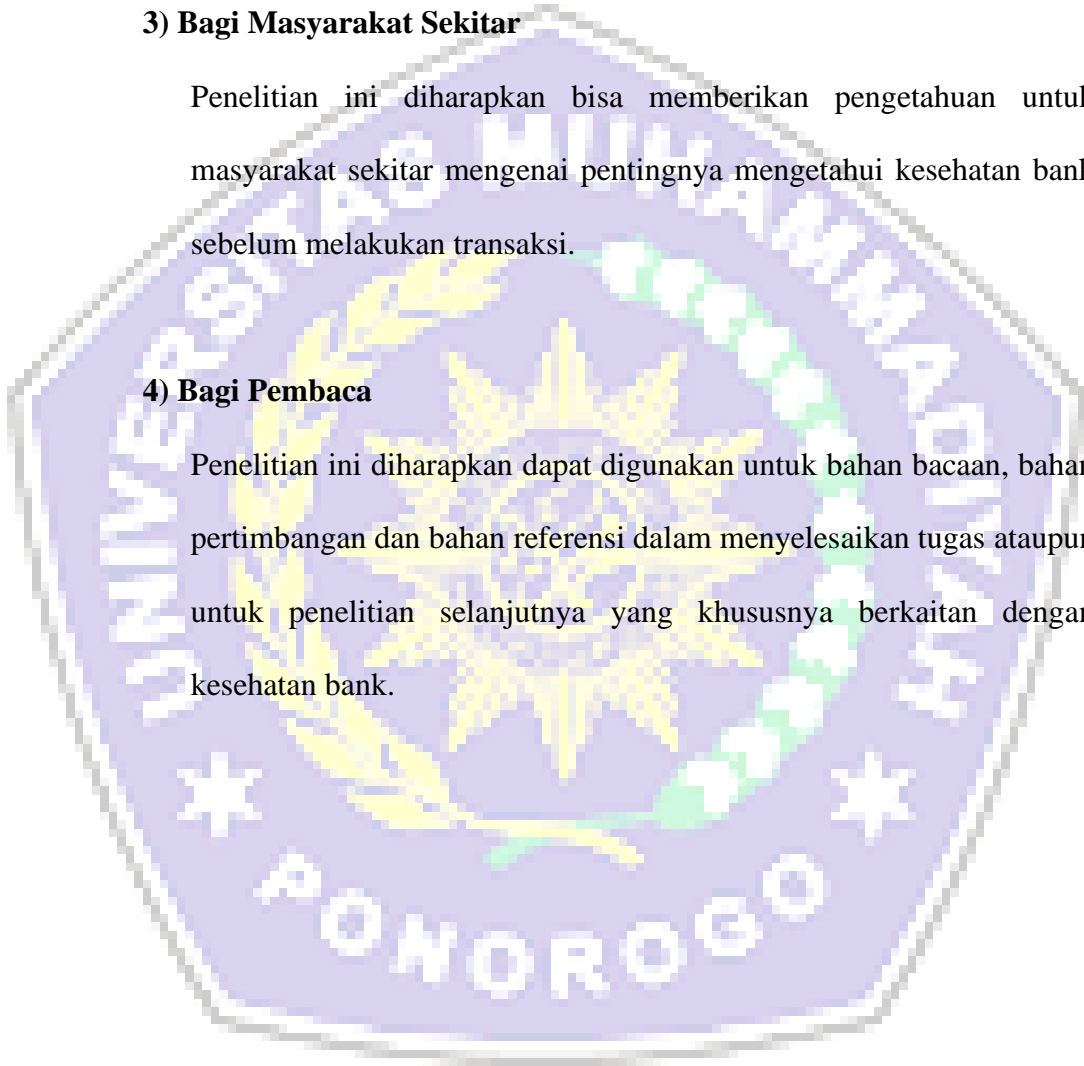 3) Bagi Masyarakat Sekitar
Penelitian ini diharapkan bisa memberikan pengetahuan untuk
masyarakat sekitar mengenai pentingnya mengetahui kesehatan bank
sebelum melakukan transaksi.
4) Bagi Pembaca
Penelitian ini diharapkan dapat digunakan untuk bahan bacaan, bahan
pertimbangan dan bahan referensi dalam menyelesaikan tugas ataupun
untuk penelitian selanjutnya yang khususnya berkaitan dengan
kesehatan bank.
UNIVERSITAS MUHAMMADIYAH
PONOROGO